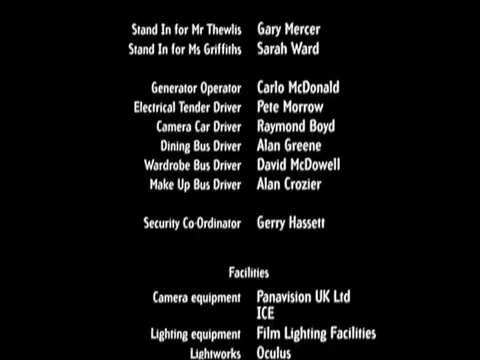 Stand In for Mr Thewlis Gary Mercer
Stand In for Ms Griffiths Sarah Ward
Generator Operator Carlo McDonald
Electrical Tender Driver Pete Morrow
Camera Car Driver Raymond Boyd
Dining Bus Driver Alan Greene
Wardrobe Bus Driver David McDowell
Make Up Bus Driver Alan Crozier
Security Co-Ordinator Gerry Hassett
Facilities
Camera equipment Panavision UK Ltd
ICE
Lighting equipment Film Lighting Facilities
Lightworks Oculus